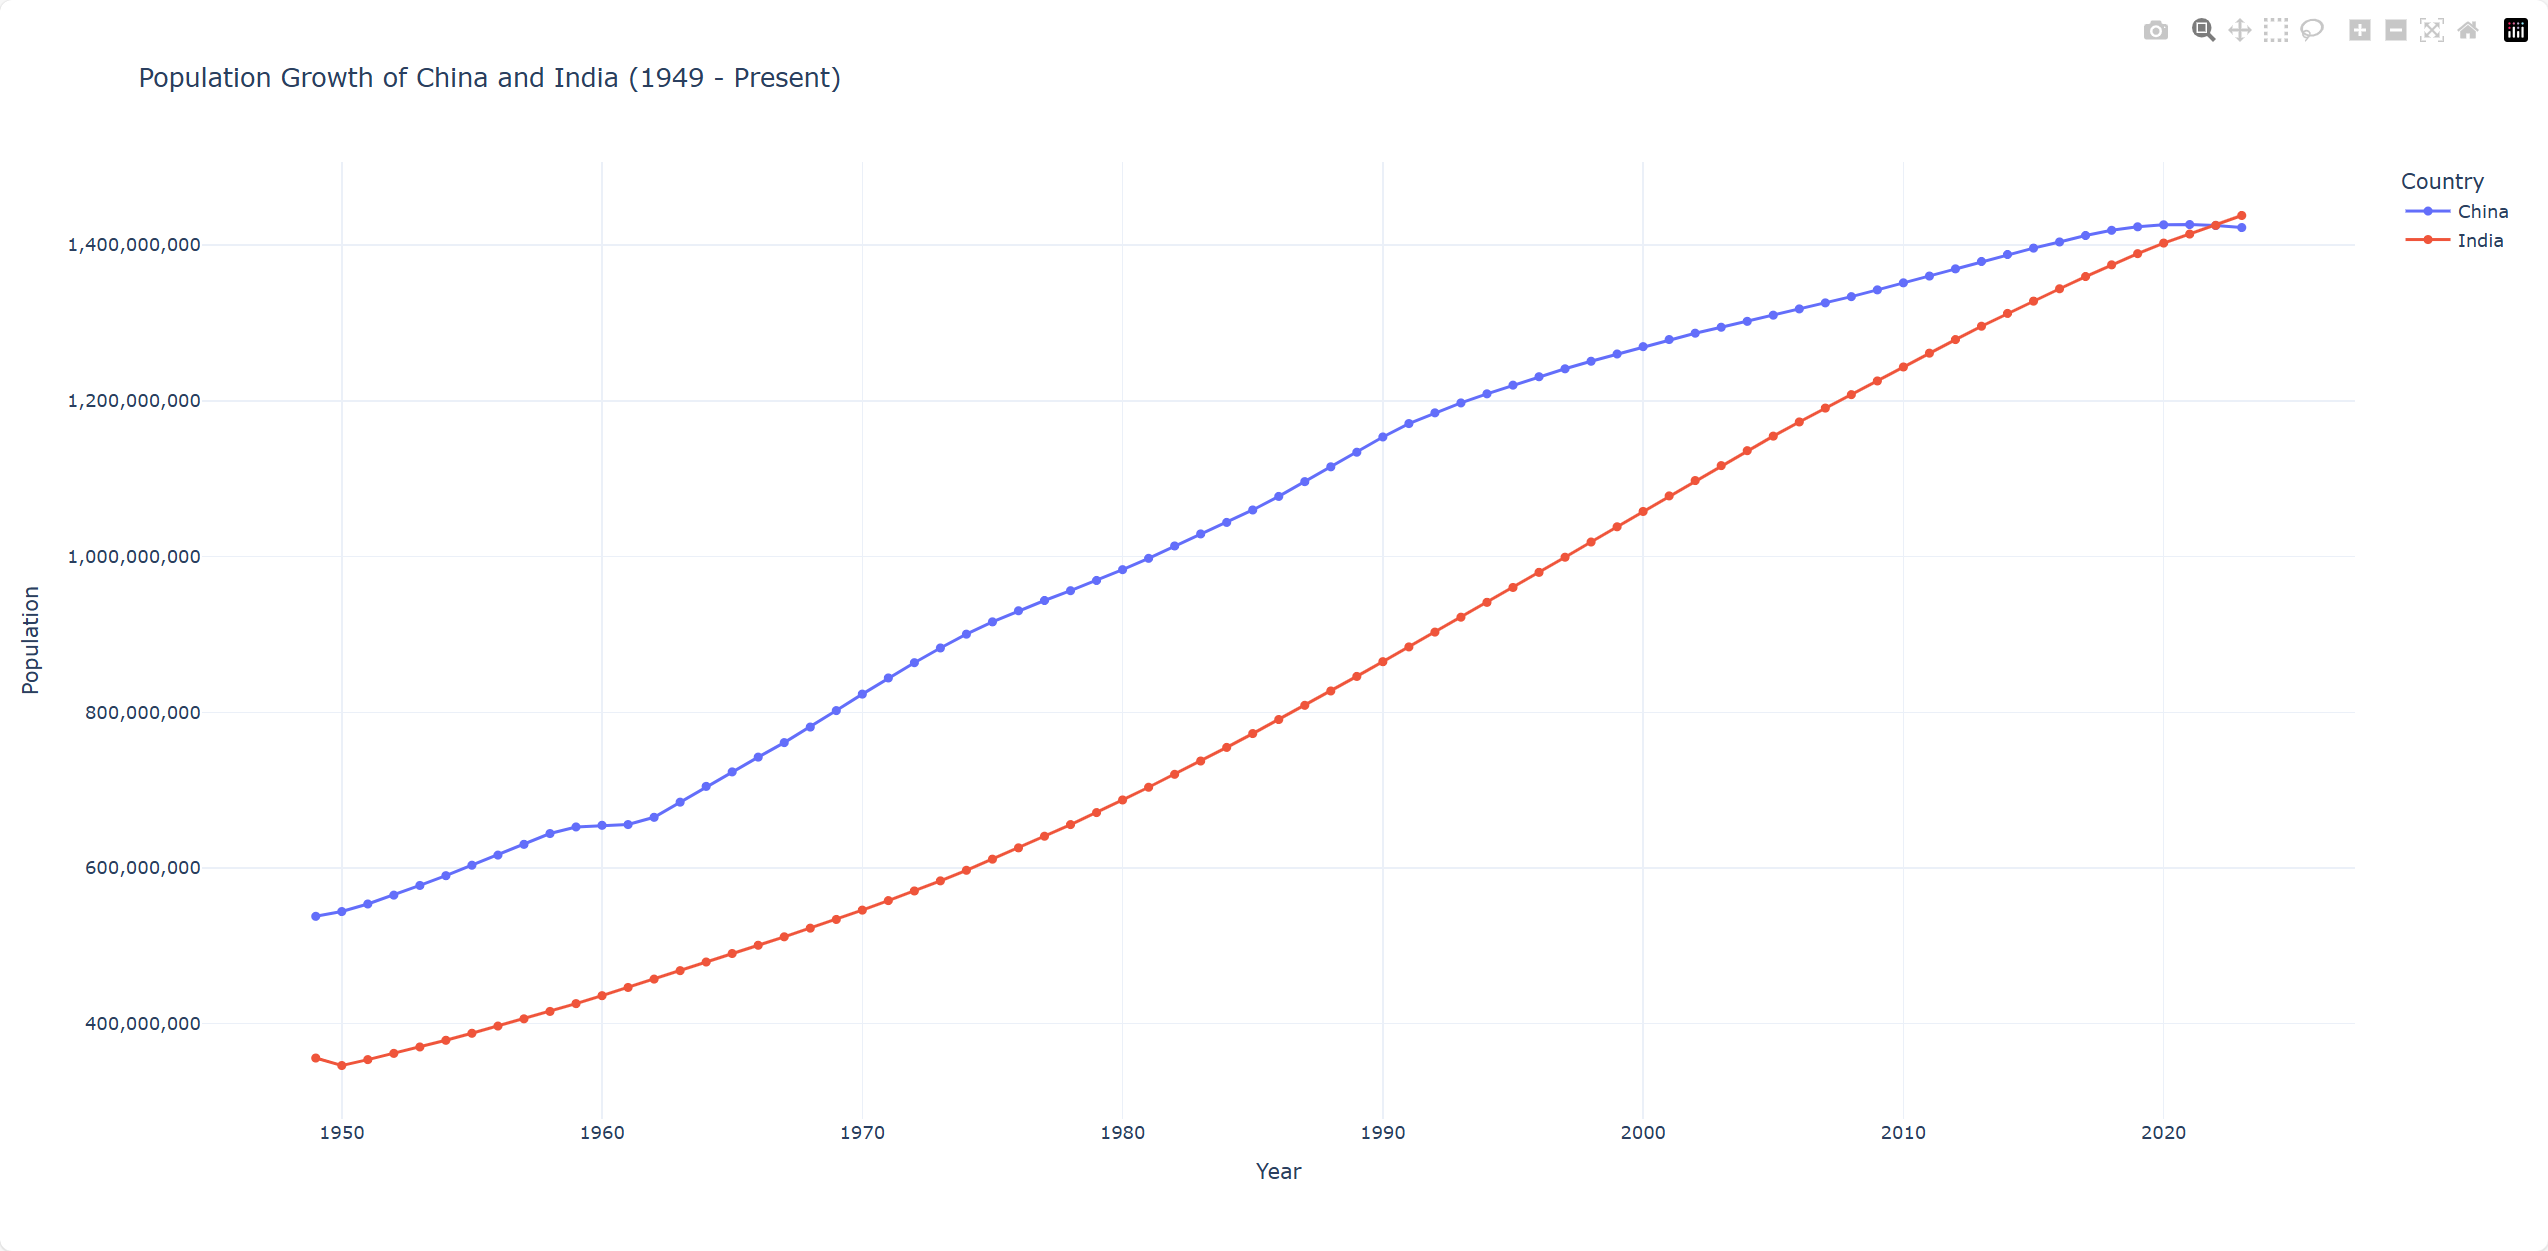 Population Growth of China and India (1949 - Present)
Country
China
India
1,400,000,000
1,200,000,000
1,000,000,000
800,000,000
600,000,000
400,000,000
Population
1950 1960 1970 1980 1990 2000 2010 2020
Year